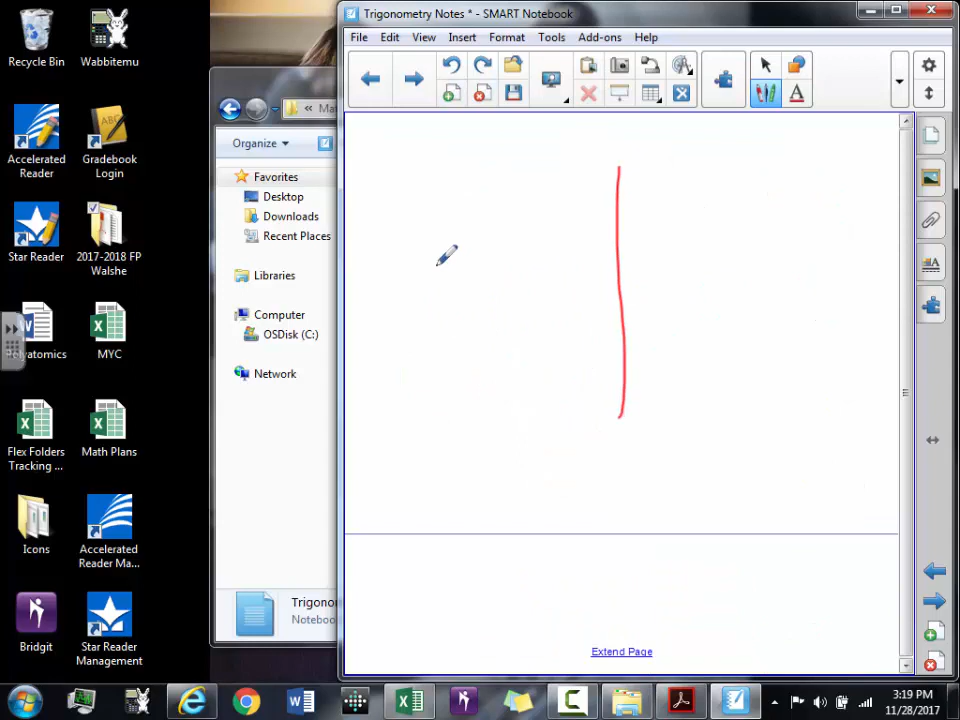 Trigonometry Notes * - SMART Notebook
File Edit View Insert Format Tools Add-ons Help
Recycle Bin
Wabbitemu
« Ma
Organize
Accelerated
Reader
Gradebook
Login
Favorites
Desktop
Downloads
Recent Places
Star Reader
2017-2018 FP
Walshe
Libraries
Computer
OSDisk (C:)
Network
olyatomics
MYC
Flex Folders
Tracking ...
Math Plans
Icons
Accelerated
Reader Ma...
Trigonor
Noteboo
Bridgit
Star Reader
Management
Extend Page
3:19 PM
11/28/2017